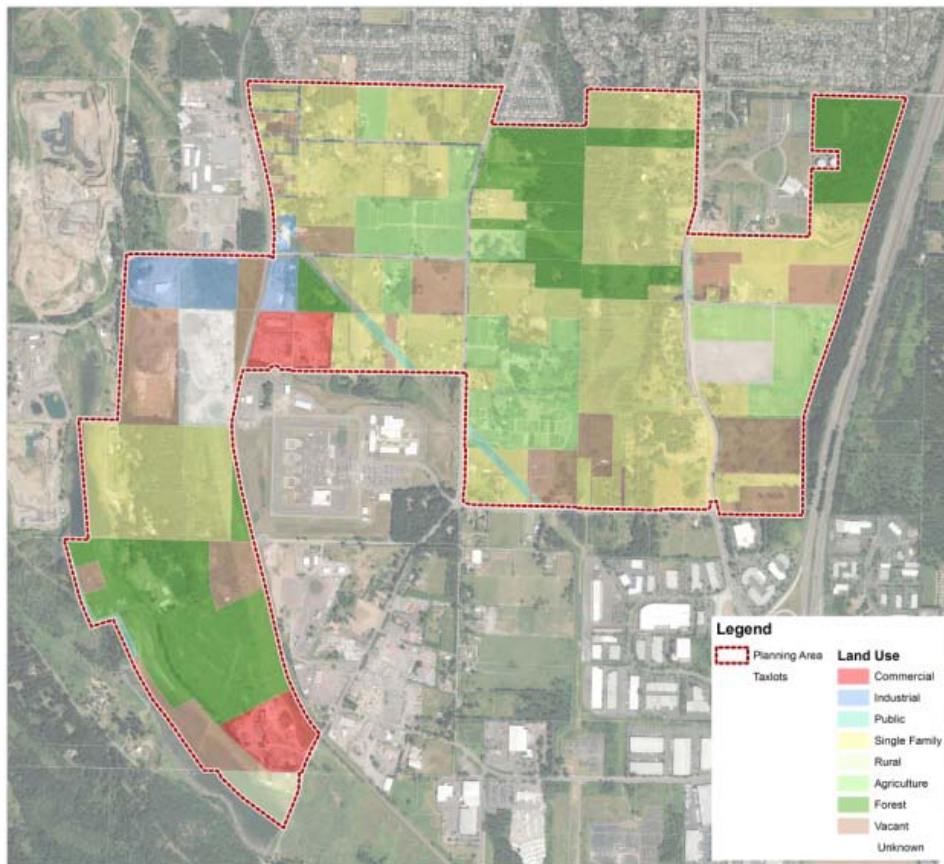 Legend
Planning Area
Taxlots
Land Use
Commercial
Industrial
Public
Single Family
Rural
Agriculture
Forest
Vacant
Unknown